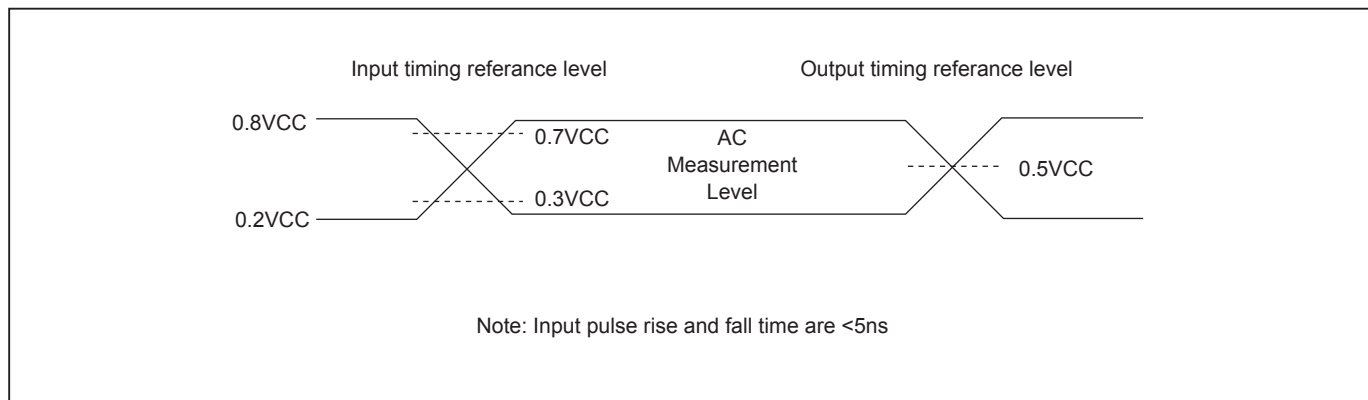 Input timing referance level
Output timing referance level
0.8VCC
0.7VCC
AC
Measurement
Level
0.5VCC
0.3VCC
0.2VCC
Note: Input pulse rise and fall time are <5ns